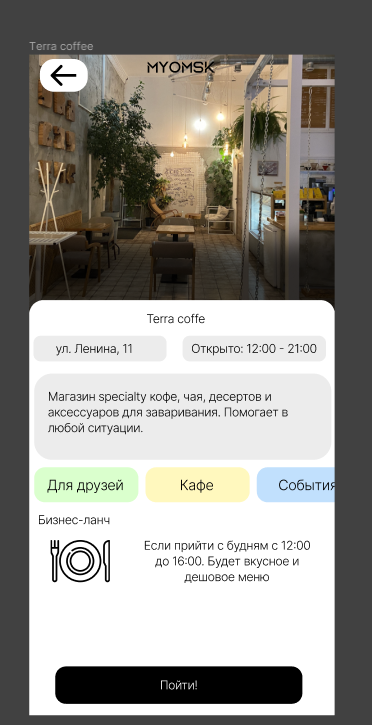 Terra coffee
MYOMSK
Terra coffe
ул. Ленина, 11
Открыто: 12:00 - 21:00
Магазин specialty кофе, чая, десертов и
аксессуаров для заваривания. Помогает в
любой ситуации.
Для друзей
Кафе
События
Бизнес-ланч
Если прийти с будням с 12:00
до 16:00. Будет вкусное и
дешовое меню
Пойти!